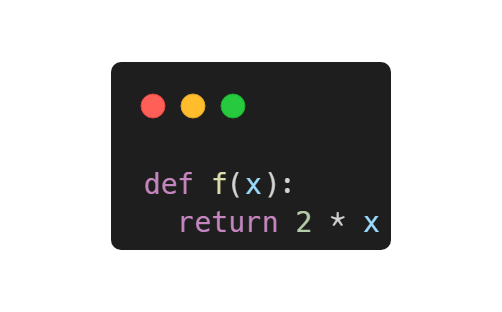 def f(x):
  return 2 * x